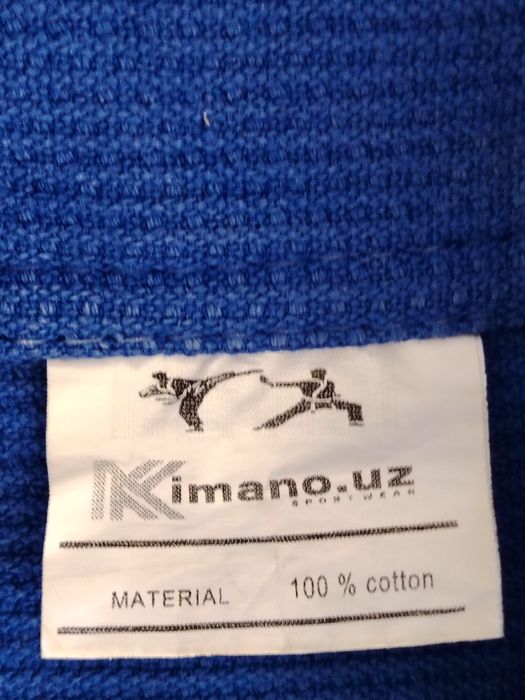 Kimano.uz
SPORTWEAR
MATERIAL 100 % cotton